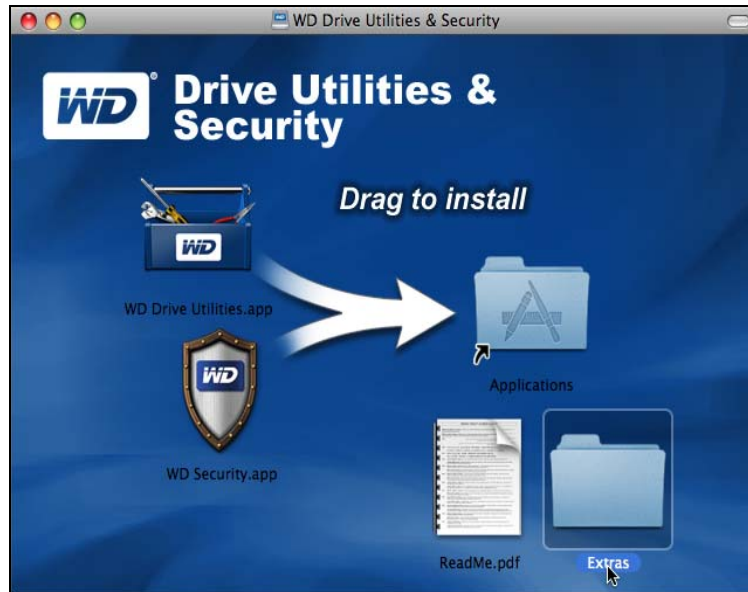 WD Drive Utilities & Security
WD
Drive Utilities &
Security
Drag to install
WD
WD Drive Utilities.app
Applications
WD
WD Security.app
ReadMe.pdf
Extras